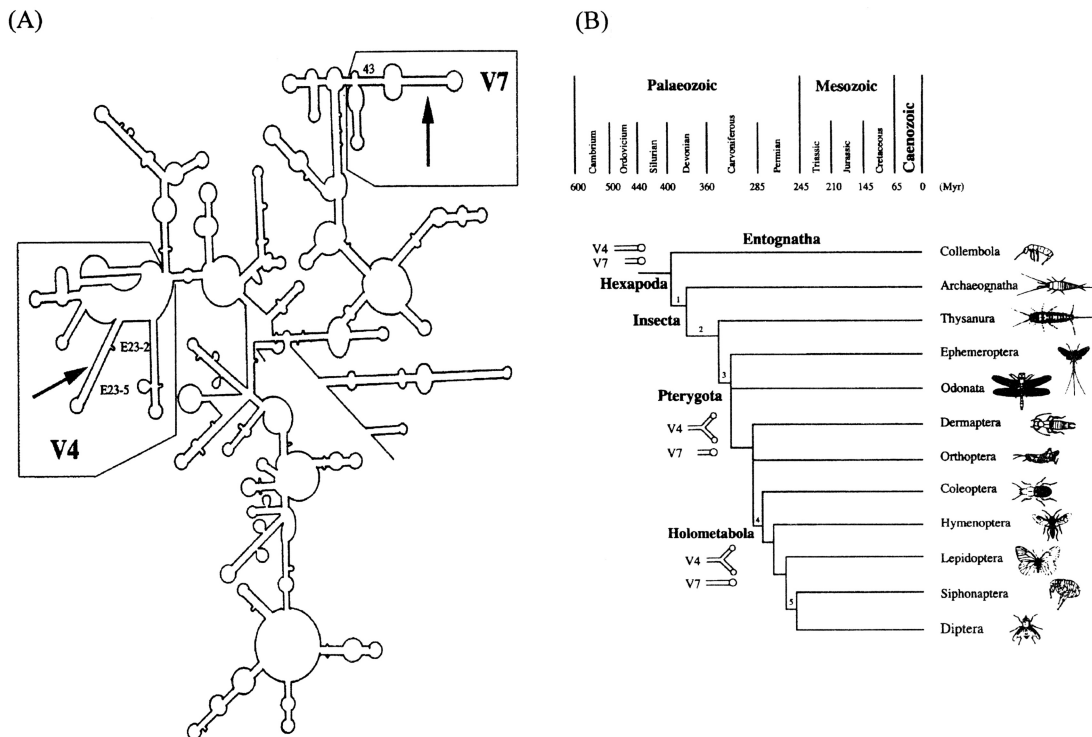 (A)
43
V7
E23-2
E23-5
V4
(B)
Palaeozoic
Mesozoic
Caenozoic
Cambrium
Ordovicium
Silurian
Devonian
Carvoniferous
Permian
Triassic
Jurassic
Cretaceous
600 500 440 400 360 285 245 210 145 65 0 (Myr)
V4
V7
Entognatha
Collembola
Hexapoda
1
Archaeognatha
Insecta
2
Thysanura
3
Ephemeroptera
Pterygota
Odonata
V4
V7
Dermaptera
Orthoptera
4
Coleoptera
Holometabola
Hymenoptera
V4
V7
Lepidoptera
5
Siphonaptera
Diptera